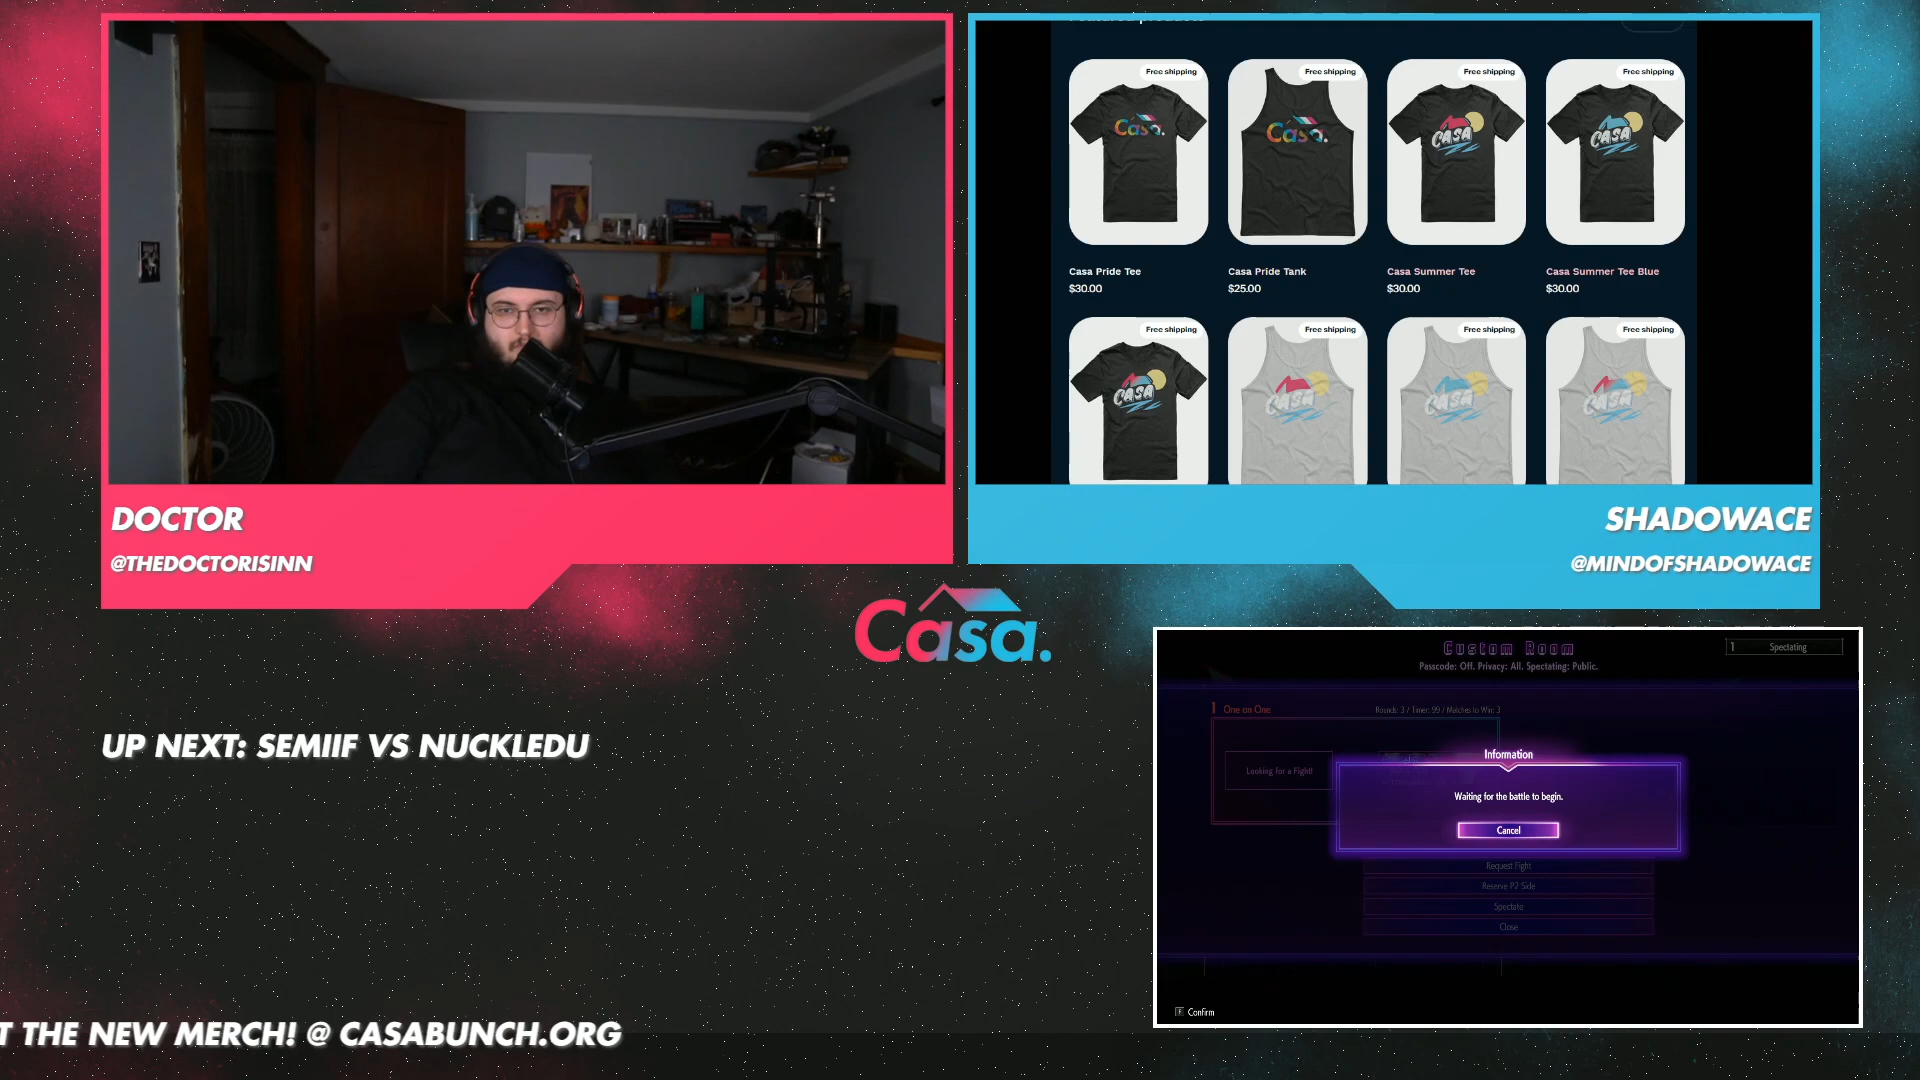 Free shipping
Free shipping
Free shipping
Free shipping
Casa.
Casa.
CASA
CASA
Casa Pride Tee
Casa Pride Tank
Casa Summer Tee
Casa Summer Tee Blue
$30.00
$25.00
$30.00
$30.00
Free shipping
Free shipping
Free shipping
Free shipping
CASA
CASA
CASA
CASA
DOCTOR
@THEDOCTORISINN
SHADOWACE
@MINDOFSHADOWACE
Casa.
UP NEXT: SEMIIF VS NUCKLEDU
Custom Room
Passcode: Off. Privacy: All. Spectating: Public.
1 Spectating
1 One on One
Rounds: 3 / Timer: 99 / Matches to Win: 3
Looking for a Fight!
Information
Waiting for the battle to begin.
Cancel
Request Fight
Reserve P2 Side
Spectate
Close
Confirm
T THE NEW MERCH! @ CASABUNCH.ORG